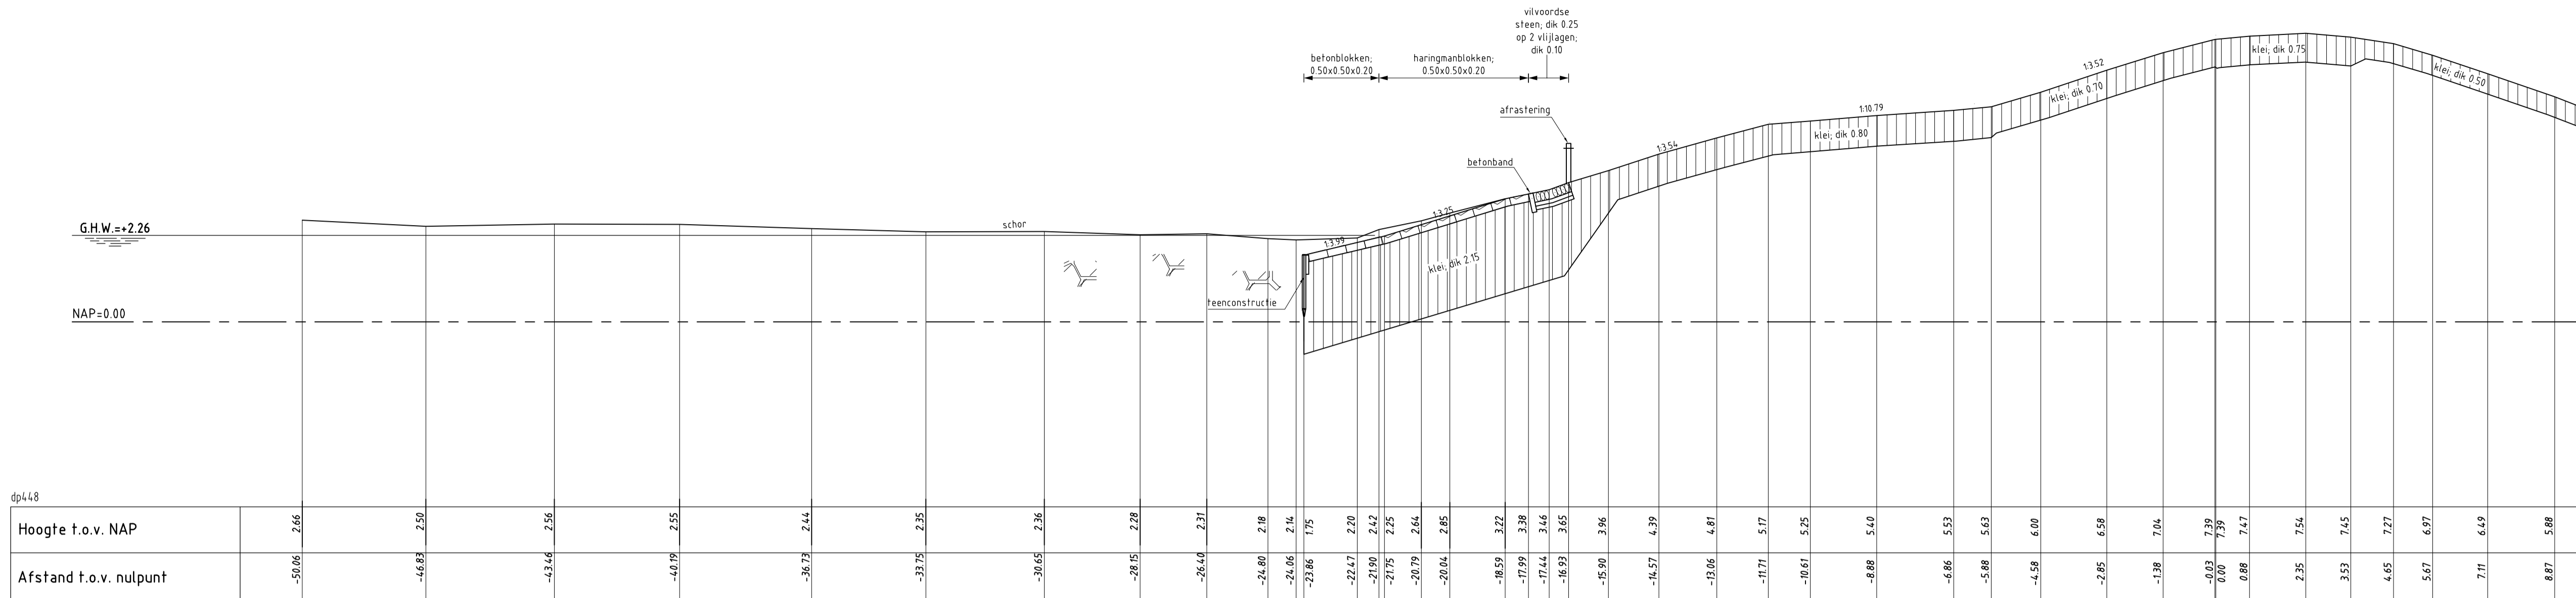 vilvoordse
steen; dik 0.25
op 2 vlijlagen;
dik 0.10
betonblokken;
0.50x0.50x0.20
haringmanblokken;
0.50x0.50x0.20
afrastering
betonband
1:3.52
klei; dik 0.75
klei; dik 0.50
klei; dik 0.70
1:10.79
klei; dik 0.80
1:3.54
1:3.25
1:3.99
klei; dik 2.15
schor
G.H.W.=+2.26
teenconstructie
NAP=0.00
dp448
Hoogte t.o.v. NAP 2.66 2.50 2.56 2.55 2.44 2.35 2.36 2.28 2.31 2.18 2.14 1.75 2.20 2.42 2.25 2.64 2.85 3.22 3.38 3.46 3.65 3.96 4.39 4.81 5.17 5.25 5.40 5.53 5.63 6.00 6.58 7.04 7.39 7.39 7.47 7.54 7.45 7.27 6.97 6.49 5.88
Afstand t.o.v. nulpunt -50.06 -46.83 -43.46 -40.19 -36.73 -33.75 -30.65 -28.15 -26.40 -24.80 -24.06 -23.86 -22.47 -21.90 -21.75 -20.79 -20.04 -18.59 -17.99 -17.44 -16.93 -15.90 -14.57 -13.06 -11.71 -10.61 -8.88 -6.86 -5.88 -4.58 -2.85 -1.38 -0.03 0.00 0.88 2.35 3.53 4.65 5.67 7.11 8.87